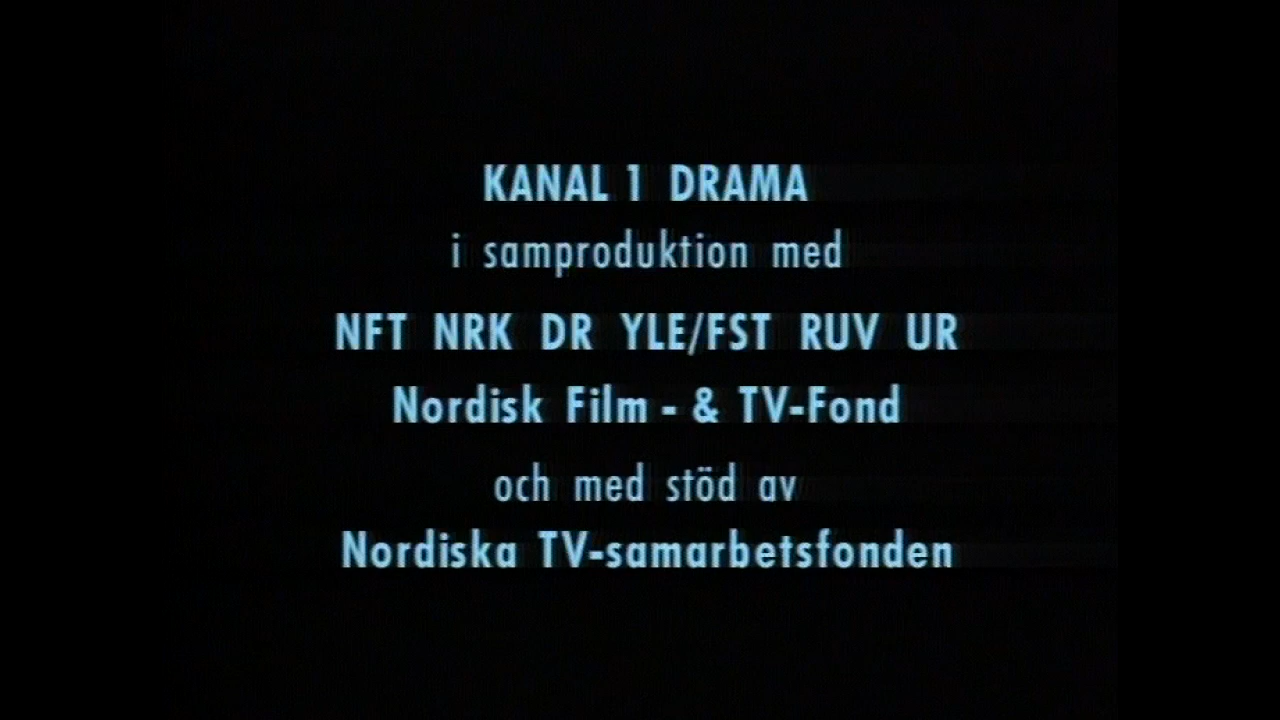 KANAL 1 DRAMA
i samproduktion med
NFT NRK DR YLE/FST RUV UR
Nordisk Film - & TV-Fond
och med stöd av
Nordiska TV-samarbetsfonden